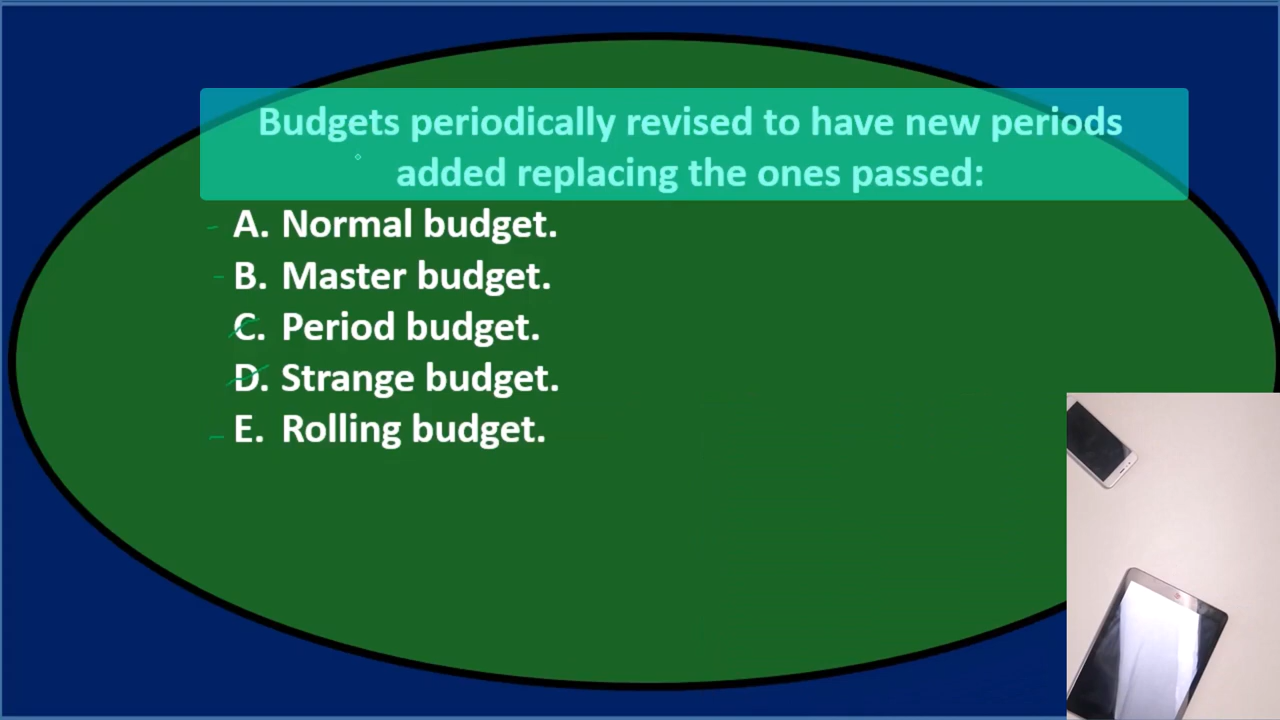 Budgets periodically revised to have new periods
added replacing the ones passed:
A. Normal budget.
B. Master budget.
C. Period budget.
D. Strange budget.
E. Rolling budget.